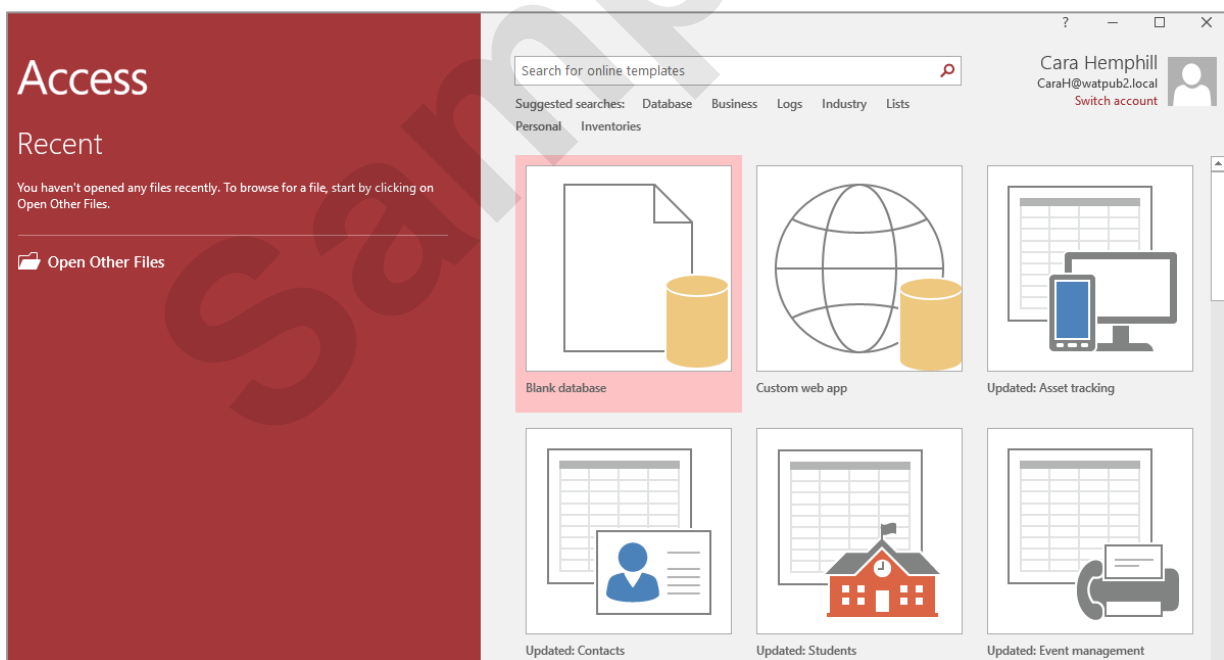 ?
Access
Recent
You haven't opened any files recently. To browse for a file, start by clicking on
Open Other Files.
Open Other Files
Search for online templates
Suggested searches: Database Business Logs Industry Lists
Personal Inventories
Cara Hemphill
CaraH@watpub2.local
Switch account
Blank database
Custom web app
Updated: Asset tracking
Updated: Contacts
Updated: Students
Updated: Event management
Samp